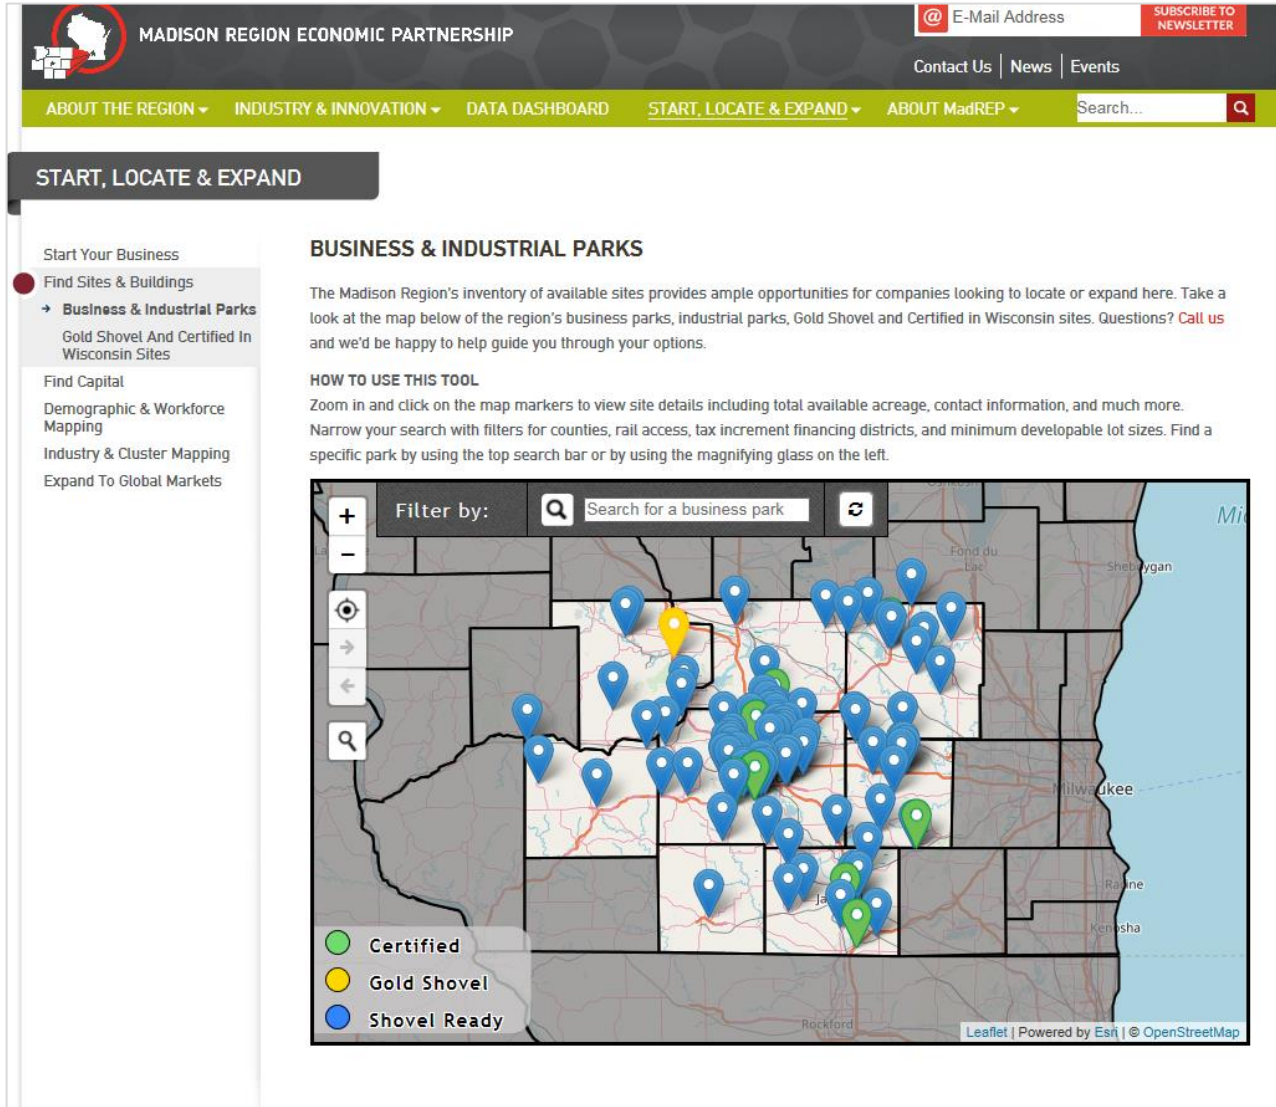 MADISON REGION ECONOMIC PARTNERSHIP
@ E-Mail Address
SUBSCRIBE TO
NEWSLETTER
Contact Us | News | Events
ABOUT THE REGION INDUSTRY & INNOVATION DATA DASHBOARD START, LOCATE & EXPAND ABOUT MadREP Search...
START, LOCATE & EXPAND
Start Your Business
Find Sites & Buildings
Business & Industrial Parks
Gold Shovel And Certified In
Wisconsin Sites
Find Capital
Demographic & Workforce
Mapping
Industry & Cluster Mapping
Expand To Global Markets
BUSINESS & INDUSTRIAL PARKS
The Madison Region's inventory of available sites provides ample opportunities for companies looking to locate or expand here. Take a
look at the map below of the region's business parks, industrial parks, Gold Shovel and Certified in Wisconsin sites. Questions? Call us
and we'd be happy to help guide you through your options.
HOW TO USE THIS TOOL
Zoom in and click on the map markers to view site details including total available acreage, contact information, and much more.
Narrow your search with filters for counties, rail access, tax increment financing districts, and minimum developable lot sizes. Find a
specific park by using the top search bar or by using the magnifying glass on the left.
+
−
Filter by:
Search for a business park
Fond du
Lac
Sheboygan
Milwaukee
Racine
Kenosha
Rockford
Certified
Gold Shovel
Shovel Ready
Leaflet | Powered by Esri | © OpenStreetMap